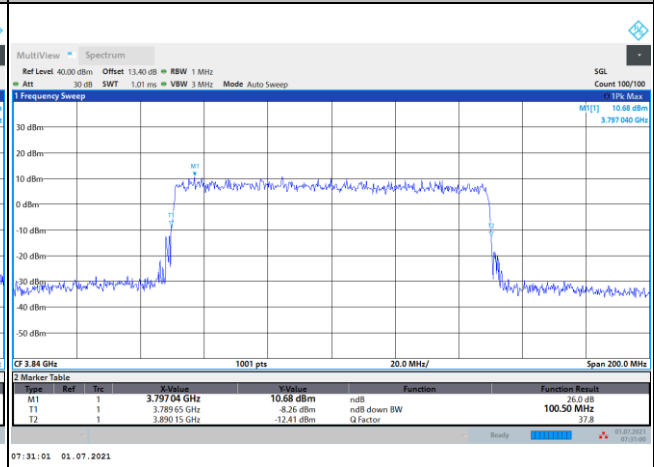 MultiView Spectrum
Ref Level 40.00 dBm Offset 13.40 dB RBW 1 MHz SGL
Att 30 dB SWT 1.01 ms VBW 3 MHz Mode Auto Sweep Count 100/100
1 Frequency Sweep 1Pk Max
M1[1] 10.68 dBm
3.797 040 GHz
30 dBm
20 dBm
M1
10 dBm
0 dBm
T1
-10 dBm
-20 dBm
-30 dBm
-40 dBm
-50 dBm
CF 3.84 GHz 1001 pts 20.0 MHz/ Span 200.0 MHz
2 Marker Table
Type Ref Trc X-Value Y-Value Function Function Result
M1 1 3.797 04 GHz 10.68 dBm ndB 26.0 dB
T1 1 3.789 65 GHz -8.26 dBm ndB down BW 100.50 MHz
T2 1 3.890 15 GHz -12.41 dBm Q Factor 37.8
Ready 01.07.2021
07:31:00
07:31:01 01.07.2021